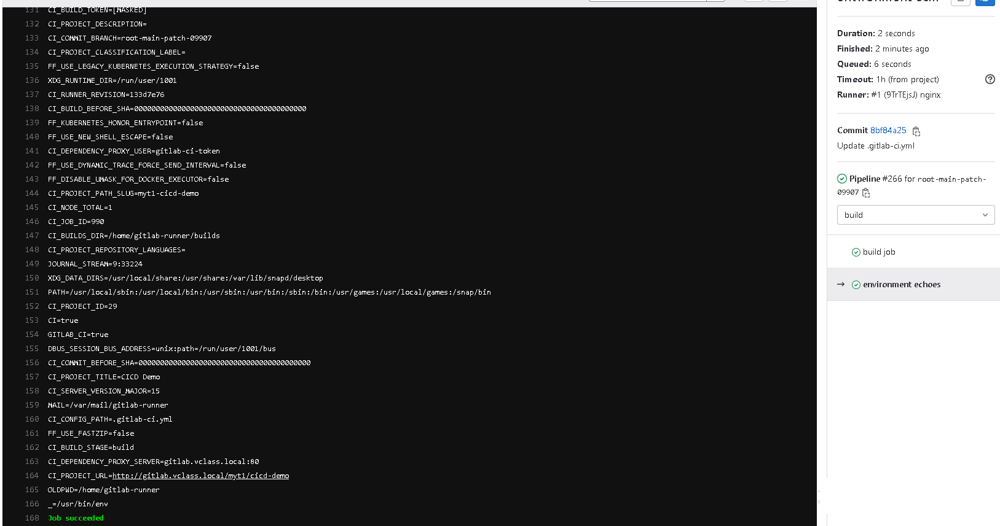 131 CI_BUILD_TOKEN=[MASKED]
132 CI_PROJECT_DESCRIPTION=
133 CI_COMMIT_BRANCH=root-main-patch-09907
134 CI_PROJECT_CLASSIFICATION_LABEL=
135 FF_USE_LEGACY_KUBERNETES_EXECUTION_STRATEGY=false
136 XDG_RUNTIME_DIR=/run/user/1001
137 CI_RUNNER_REVISION=133d7e76
138 CI_BUILD_BEFORE_SHA=0000000000000000000000000000000000000000
139 FF_KUBERNETES_HONOR_ENTRYPOINT=false
140 FF_USE_NEW_SHELL_ESCAPE=false
141 CI_DEPENDENCY_PROXY_USER=gitlab-ci-token
142 FF_USE_DYNAMIC_TRACE_FORCE_SEND_INTERVAL=false
143 FF_DISABLE_UMASK_FOR_DOCKER_EXECUTOR=false
144 CI_PROJECT_PATH_SLUG=myt1-cicd-demo
145 CI_NODE_TOTAL=1
146 CI_JOB_ID=990
147 CI_BUILDS_DIR=/home/gitlab-runner/builds
148 CI_PROJECT_REPOSITORY_LANGUAGES=
149 JOURNAL_STREAM=9:33224
150 XDG_DATA_DIRS=/usr/local/share:/usr/share:/var/lib/snapd/desktop
151 PATH=/usr/local/sbin:/usr/local/bin:/usr/sbin:/usr/bin:/sbin:/bin:/usr/games:/usr/local/games:/snap/bin
152 CI_PROJECT_ID=29
153 CI=true
154 GITLAB_CI=true
155 DBUS_SESSION_BUS_ADDRESS=unix:path=/run/user/1001/bus
156 CI_COMMIT_BEFORE_SHA=0000000000000000000000000000000000000000
157 CI_PROJECT_TITLE=CICD Demo
158 CI_SERVER_VERSION_MAJOR=15
159 MAIL=/var/mail/gitlab-runner
160 CI_CONFIG_PATH=.gitlab-ci.yml
161 FF_USE_FASTZIP=false
162 CI_BUILD_STAGE=build
163 CI_DEPENDENCY_PROXY_SERVER=gitlab.vclass.local:80
164 CI_PROJECT_URL=http://gitlab.vclass.local/myt1/cicd-demo
165 OLDPWD=/home/gitlab-runner
166 _=/usr/bin/env
168 Job succeeded
Duration: 2 seconds
Finished: 2 minutes ago
Queued: 6 seconds
Timeout: 1h (from project)
Runner: #1 (9TrTEjsJ) nginx
Commit 8bf84a25
Update .gitlab-ci.yml
Pipeline #266 for root-main-patch-
09907
build
build job
→ environment echoes